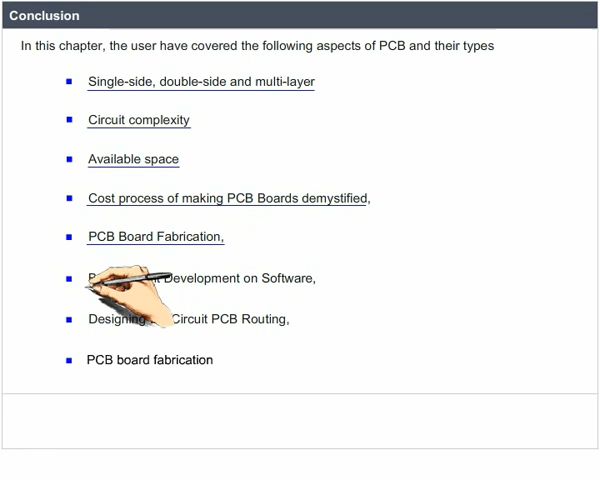 Conclusion
In this chapter, the user have covered the following aspects of PCB and their types
Single-side, double-side and multi-layer
Circuit complexity
Available space
Cost process of making PCB Boards demystified,
PCB Board Fabrication,
Development on Software,
Designing Circuit PCB Routing,
PCB board fabrication